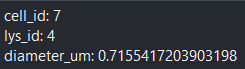 cell_id: 7
lys_id: 4
diameter_um: 0.7155417203903198